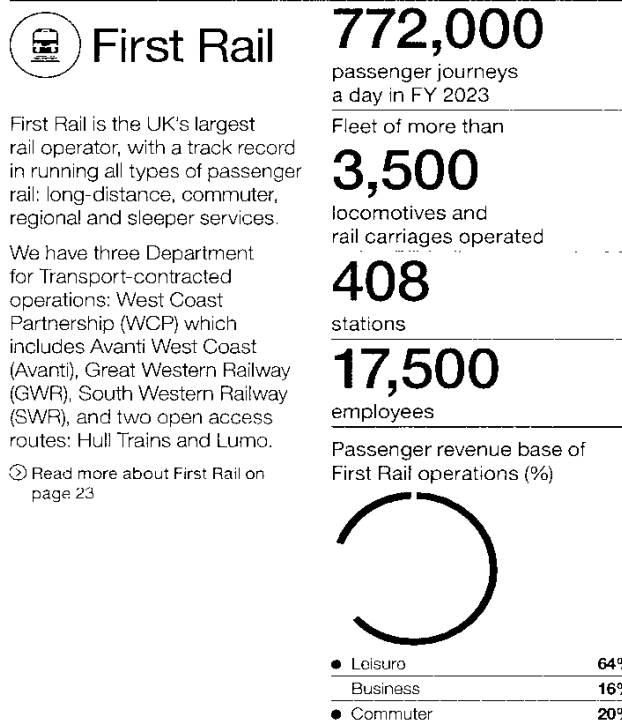 First Rail
First Rail is the UK's largest
rail operator, with a track record
in running all types of passenger
rail: long-distance, commuter,
regional and sleeper services.
We have three Department
for Transport-contracted
operations: West Coast
Partnership (WCP) which
includes Avanti West Coast
(Avanti), Great Western Railway
(GWR), South Western Railway
(SWR), and two open access
routes: Hull Trains and Lumo.
Read more about First Rail on
page 23
772,000
passenger journeys
a day in FY 2023
Fleet of more than
3,500
locomotives and
rail carriages operated
408
stations
17,500
employees
Passenger revenue base of
First Rail operations (%)
Leisure 64%
Business 16%
Commuter 20%